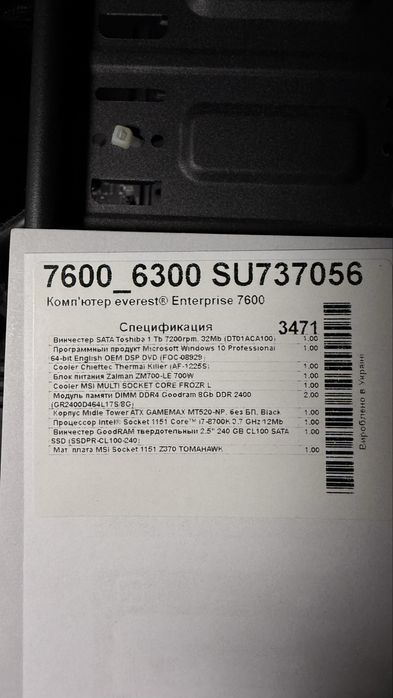 7600_6300 SU737056
Комп'ютер everest® Enterprise 7600
Спецификация 3471
Винчестер SATA Toshiba 1 Tb 7200rpm, 32Mb (DT01ACA100) 1.00
Программный продукт Microsoft Windows 10 Professional 1.00
64-bit English OEM DSP DVD (FQC-08929)
Cooler Chieftec Thermal Killer (AF-1225S) 1.00
Блок питания Zalman ZM700-LE 700W 1.00
Cooler MSI MULTI SOCKET CORE FROZR L 1.00
Модуль памяти DIMM DDR4 Goodram 8Gb DDR 2400 2.00
(GR2400D464L17S/8G)
Корпус Midle Tower ATX GAMEMAX MT520-NP, без БП, Black 1.00
Процессор Intel® Socket 1151 Core™ i7-8700K 3.7 GHz 12Mb 1.00
Винчестер GoodRAM твердотельный 2.5" 240 GB CL100 SATA 1.00
SSD (SSDPR-CL100-240)
Мат. плата MSI Socket 1151 Z370 TOMAHAWK 1.00
Вироблено в Україні